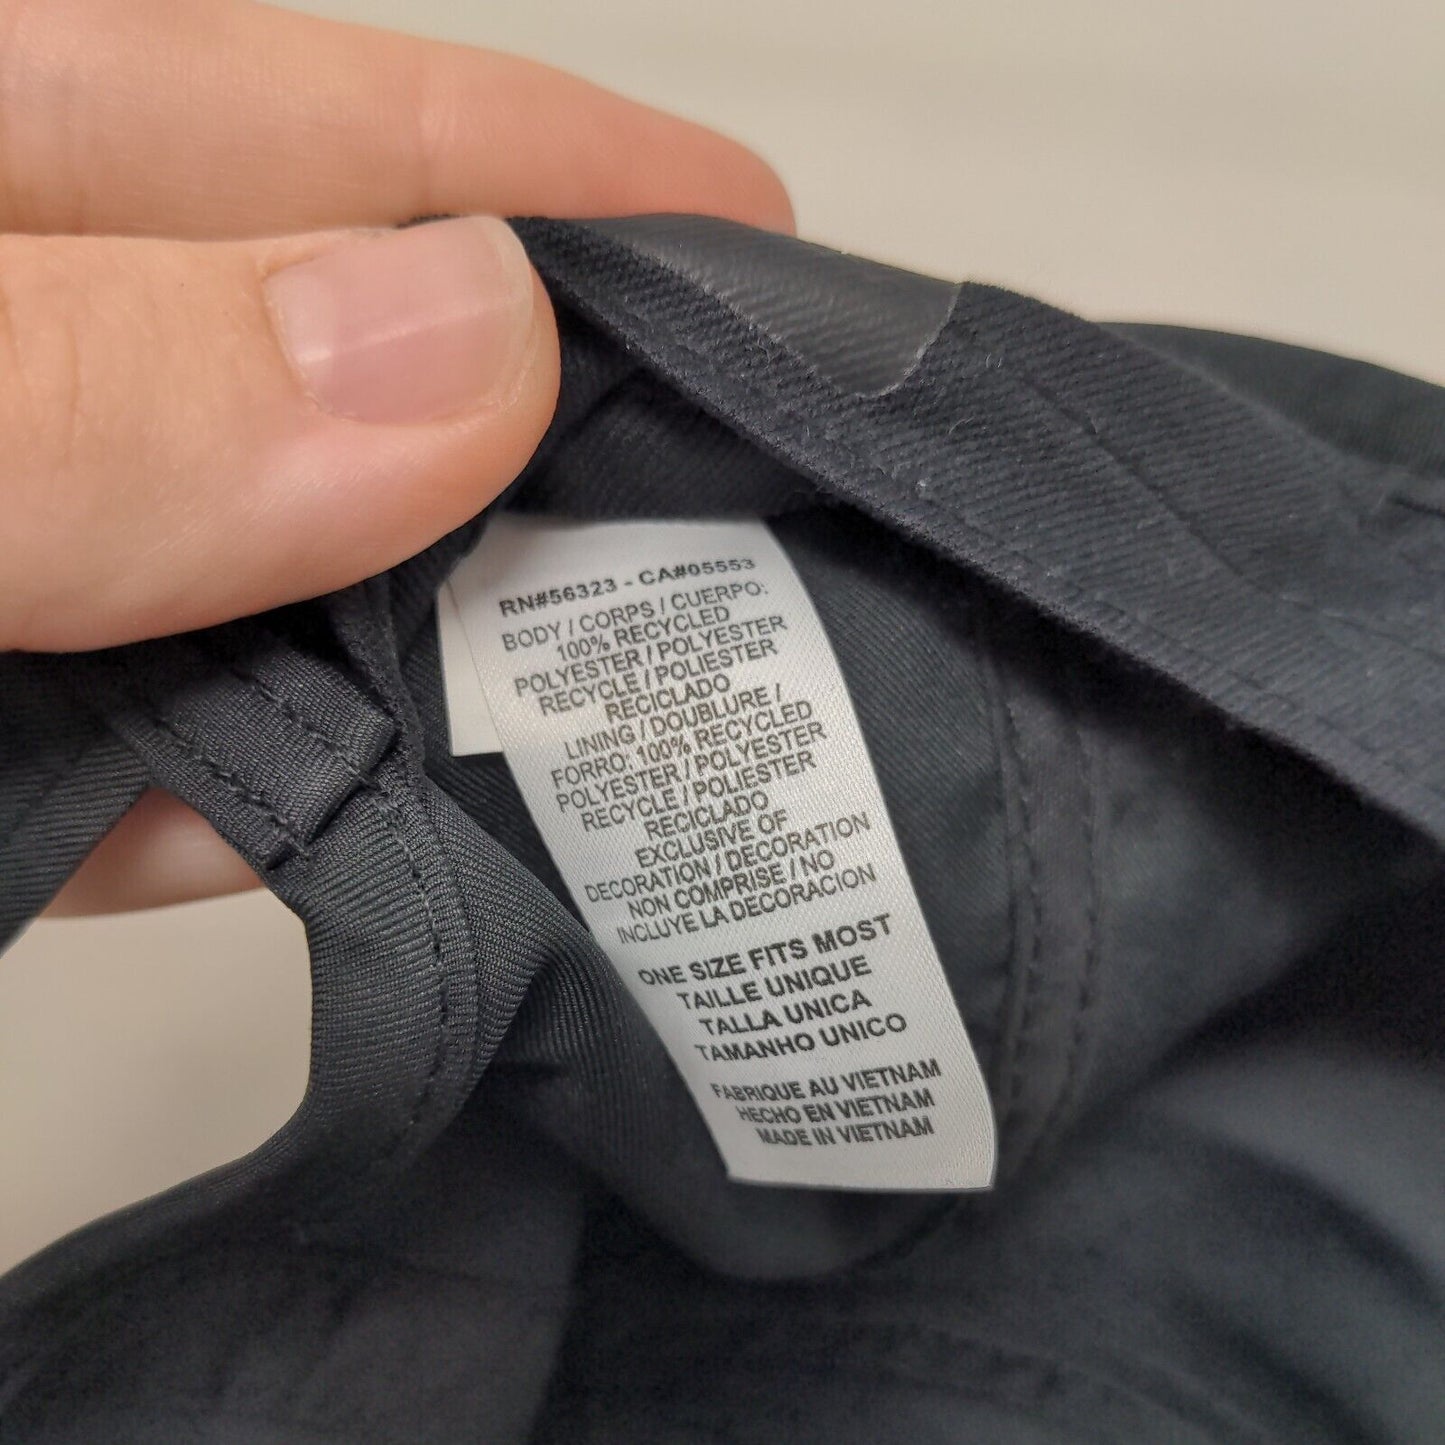 RN#56323 - CA#05553
BODY / CORPS / CUERPO:
100% RECYCLED
POLYESTER / POLYESTER
RECYCLE / POLIESTER
RECICLADO
LINING / DOUBLURE /
FORRO: 100% RECYCLED
POLYESTER / POLYESTER
RECYCLE / POLIESTER
RECICLADO
EXCLUSIVE OF
DECORATION / DECORATION
NON COMPRISE / NO
INCLUYE LA DECORACION
ONE SIZE FITS MOST
TAILLE UNIQUE
TALLA UNICA
TAMANHO UNICO
FABRIQUE AU VIETNAM
HECHO EN VIETNAM
MADE IN VIETNAM